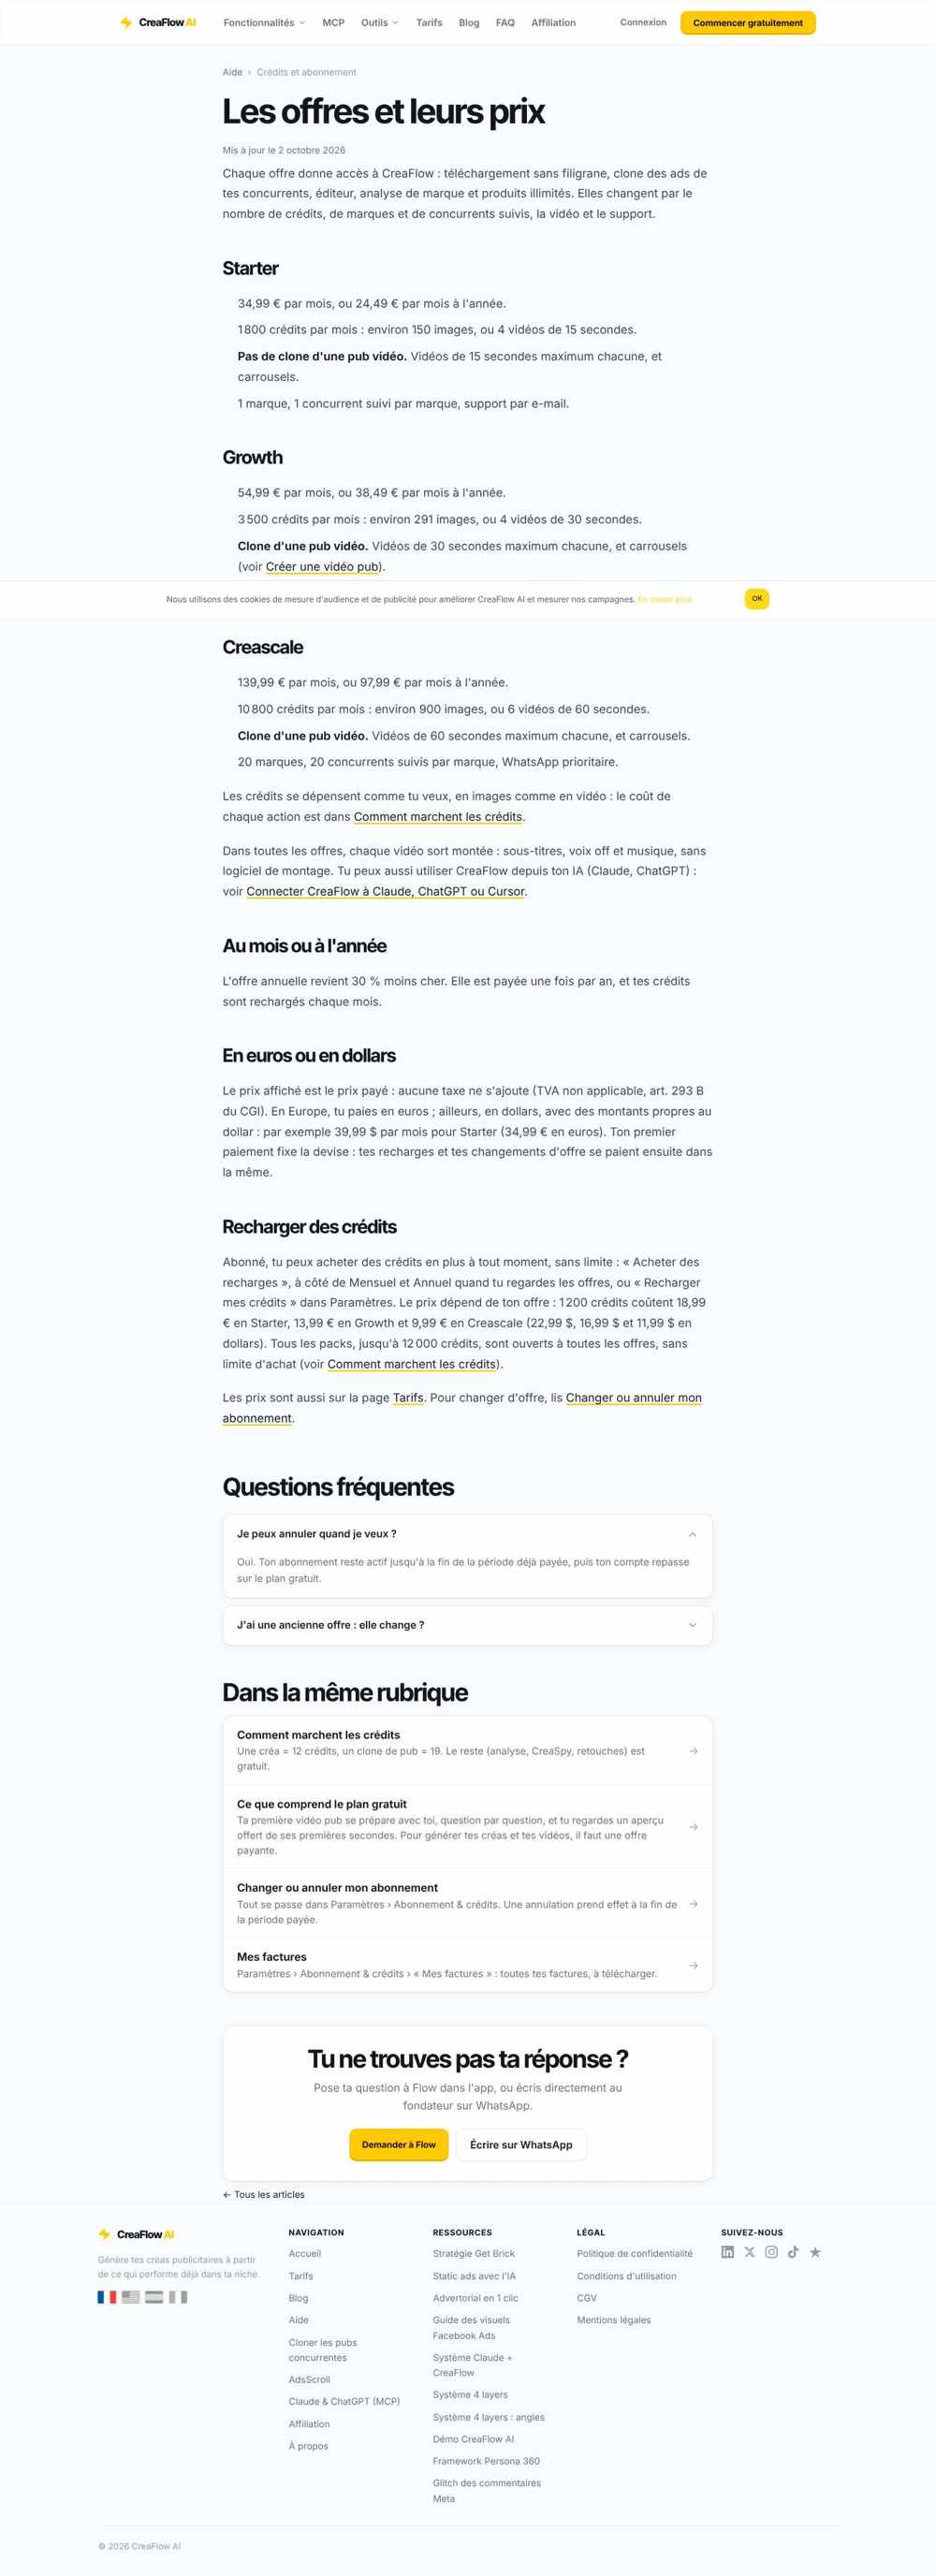 CreaFlow AI
Fonctionnalités
MCP
Outils
Tarifs
Blog
FAQ
Affiliation
Connexion
Commencer gratuitement
Aide › Crédits et abonnement
Les offres et leurs prix
Mis à jour le 2 octobre 2026
Chaque offre donne accès à CreaFlow : téléchargement sans filigrane, clone des ads de
tes concurrents, éditeur, analyse de marque et produits illimités. Elles changent par le
nombre de crédits, de marques et de concurrents suivis, la vidéo et le support.
Starter
34,99 € par mois, ou 24,49 € par mois à l'année.
1 800 crédits par mois : environ 150 images, ou 4 vidéos de 15 secondes.
Pas de clone d'une pub vidéo. Vidéos de 15 secondes maximum chacune, et
carrousels.
1 marque, 1 concurrent suivi par marque, support par e-mail.
Growth
54,99 € par mois, ou 38,49 € par mois à l'année.
3 500 crédits par mois : environ 291 images, ou 4 vidéos de 30 secondes.
Clone d'une pub vidéo. Vidéos de 30 secondes maximum chacune, et carrousels
(voir Créer une vidéo pub).
Nous utilisons des cookies de mesure d'audience et de publicité pour améliorer CreaFlow AI et mesurer nos campagnes. En savoir plus
OK
Creascale
139,99 € par mois, ou 97,99 € par mois à l'année.
10 800 crédits par mois : environ 900 images, ou 6 vidéos de 60 secondes.
Clone d'une pub vidéo. Vidéos de 60 secondes maximum chacune, et carrousels.
20 marques, 20 concurrents suivis par marque, WhatsApp prioritaire.
Les crédits se dépensent comme tu veux, en images comme en vidéo : le coût de
chaque action est dans Comment marchent les crédits.
Dans toutes les offres, chaque vidéo sort montée : sous-titres, voix off et musique, sans
logiciel de montage. Tu peux aussi utiliser CreaFlow depuis ton IA (Claude, ChatGPT) :
voir Connecter CreaFlow à Claude, ChatGPT ou Cursor.
Au mois ou à l'année
L'offre annuelle revient 30 % moins cher. Elle est payée une fois par an, et tes crédits
sont rechargés chaque mois.
En euros ou en dollars
Le prix affiché est le prix payé : aucune taxe ne s'ajoute (TVA non applicable, art. 293 B
du CGI). En Europe, tu paies en euros ; ailleurs, en dollars, avec des montants propres au
dollar : par exemple 39,99 $ par mois pour Starter (34,99 € en euros). Ton premier
paiement fixe la devise : tes recharges et tes changements d'offre se paient ensuite dans
la même.
Recharger des crédits
Abonné, tu peux acheter des crédits en plus à tout moment, sans limite : « Acheter des
recharges », à côté de Mensuel et Annuel quand tu regardes les offres, ou « Recharger
mes crédits » dans Paramètres. Le prix dépend de ton offre : 1 200 crédits coûtent 18,99
€ en Starter, 13,99 € en Growth et 9,99 € en Creascale (22,99 $, 16,99 $ et 11,99 $ en
dollars). Tous les packs, jusqu'à 12 000 crédits, sont ouverts à toutes les offres, sans
limite d'achat (voir Comment marchent les crédits).
Les prix sont aussi sur la page Tarifs. Pour changer d'offre, lis Changer ou annuler mon
abonnement.
Questions fréquentes
Je peux annuler quand je veux ?
Oui. Ton abonnement reste actif jusqu'à la fin de la période déjà payée, puis ton compte repasse
sur le plan gratuit.
J'ai une ancienne offre : elle change ?
Dans la même rubrique
Comment marchent les crédits
Une créa = 12 crédits, un clone de pub = 19. Le reste (analyse, CreaSpy, retouches) est
gratuit.
Ce que comprend le plan gratuit
Ta première vidéo pub se prépare avec toi, question par question, et tu regardes un aperçu
offert de ses premières secondes. Pour générer tes créas et tes vidéos, il faut une offre
payante.
Changer ou annuler mon abonnement
Tout se passe dans Paramètres › Abonnement & crédits. Une annulation prend effet à la fin de
la période payée.
Mes factures
Paramètres › Abonnement & crédits › « Mes factures » : toutes tes factures, à télécharger.
Tu ne trouves pas ta réponse ?
Pose ta question à Flow dans l'app, ou écris directement au
fondateur sur WhatsApp.
Demander à Flow
Écrire sur WhatsApp
← Tous les articles
CreaFlow AI
Génère tes créas publicitaires à partir
de ce qui performe déjà dans ta niche.
NAVIGATION
Accueil
Tarifs
Blog
Aide
Cloner les pubs
concurrentes
AdsScroll
Claude & ChatGPT (MCP)
Affiliation
À propos
RESSOURCES
Stratégie Get Brick
Static ads avec l'IA
Advertorial en 1 clic
Guide des visuels
Facebook Ads
Système Claude +
CreaFlow
Système 4 layers
Système 4 layers : angles
Démo CreaFlow AI
Framework Persona 360
Glitch des commentaires
Meta
LÉGAL
Politique de confidentialité
Conditions d'utilisation
CGV
Mentions légales
SUIVEZ-NOUS
© 2026 CreaFlow AI